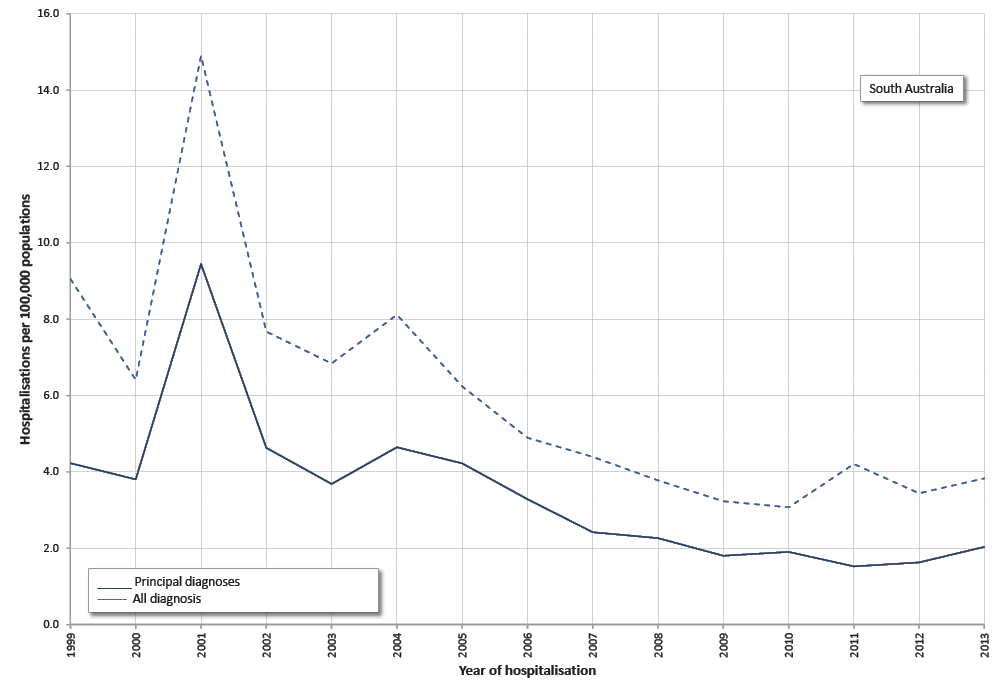 16.0
14.0
12.0
10.0
8.0
6.0
4.0
2.0
0.0
Hospitalisations per 100,000 populations
South Australia
Principal diagnoses
All diagnosis
1999 2000 2001 2002 2003 2004 2005 2006 2007 2008 2009 2010 2011 2012 2013
Year of hospitalisation